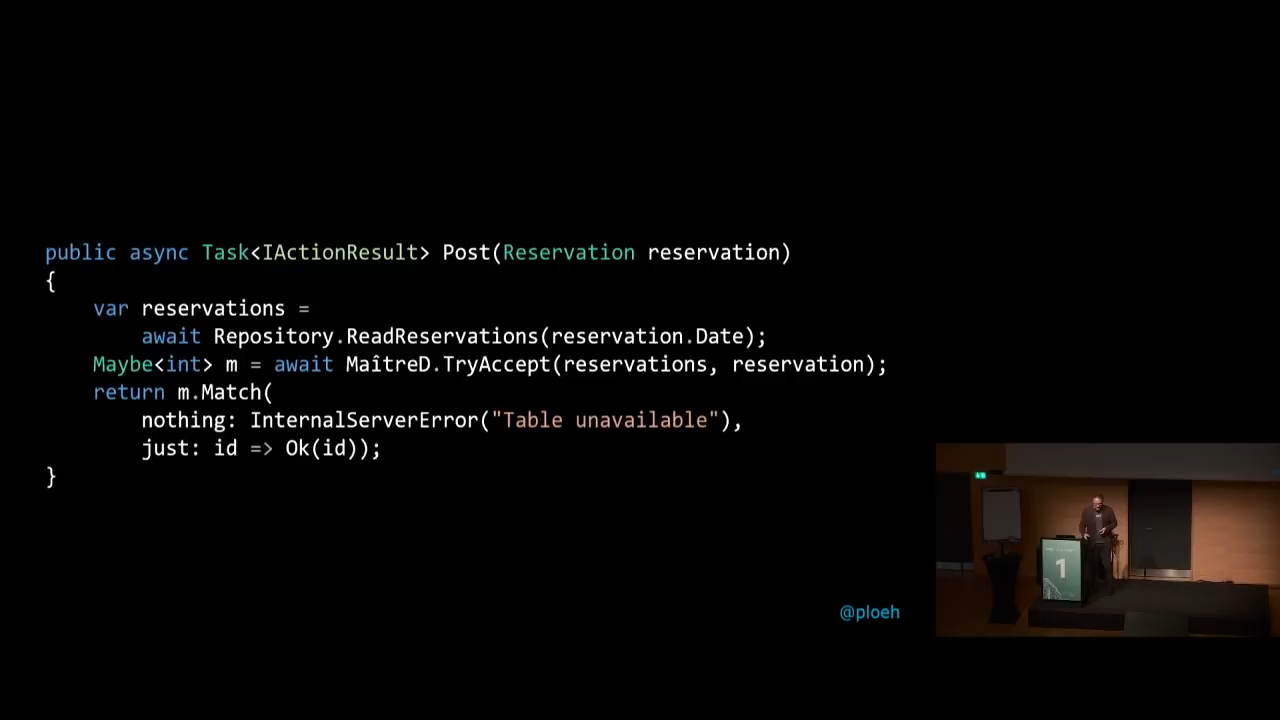 public async Task<IActionResult> Post(Reservation reservation)
{
    var reservations =
        await Repository.ReadReservations(reservation.Date);
    Maybe<int> m = await MaîtreD.TryAccept(reservations, reservation);
    return m.Match(
        nothing: InternalServerError("Table unavailable"),
        just: id => Ok(id));
}
1
@ploeh